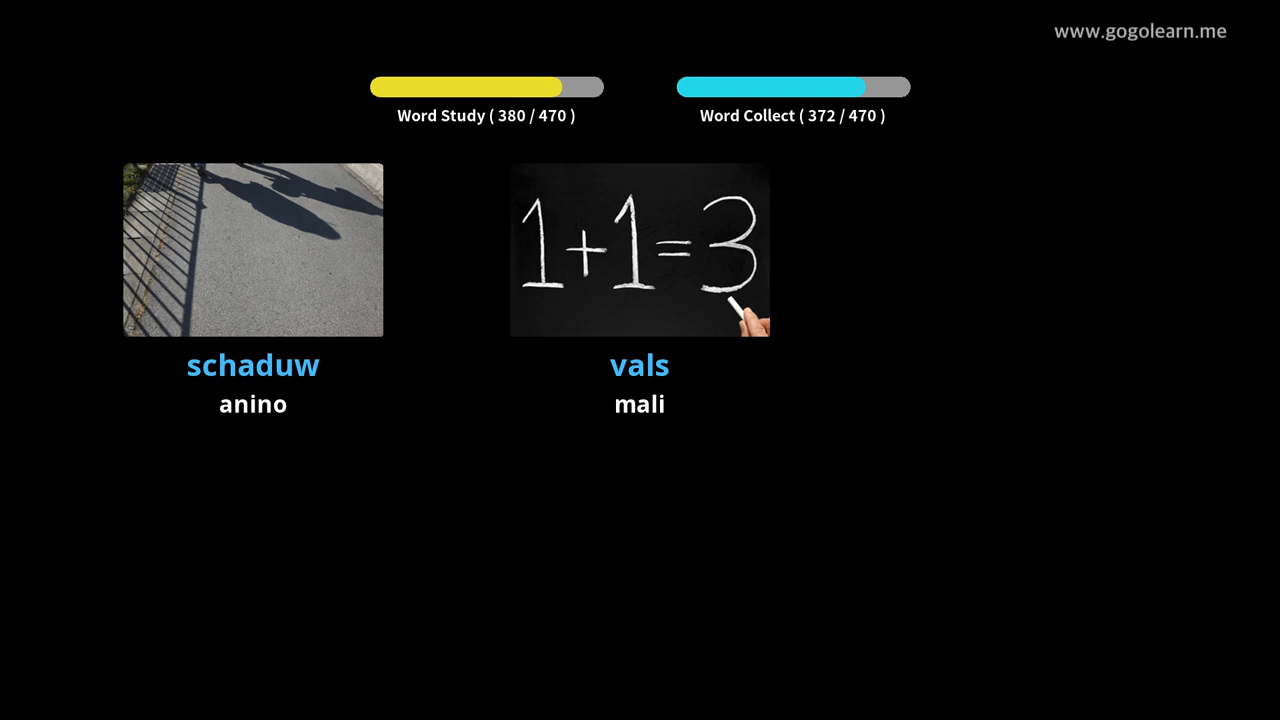 www.gogolearn.me
Word Study ( 380 / 470 )
Word Collect ( 372 / 470 )
1+1=3
schaduw
vals
anino
mali